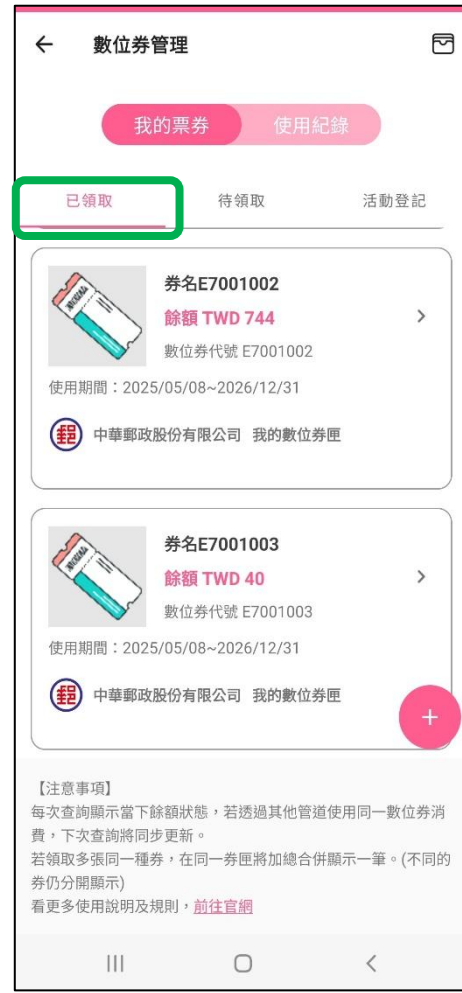 數位券管理
我的票券
使用紀錄
已領取
待領取
活動登記
券名E7001002
餘額 TWD 744
數位券代號 E7001002
使用期間：2025/05/08~2026/12/31
郵 中華郵政股份有限公司 我的數位券匣
券名E7001003
餘額 TWD 40
數位券代號 E7001003
使用期間：2025/05/08~2026/12/31
郵 中華郵政股份有限公司 我的數位券匣
+
【注意事項】
每次查詢顯示當下餘額狀態，若透過其他管道使用同一數位券消
費，下次查詢將同步更新。
若領取多張同一種券，在同一券匣將加總合併顯示一筆。(不同的
券仍分開顯示)
看更多使用說明及規則，前往官網